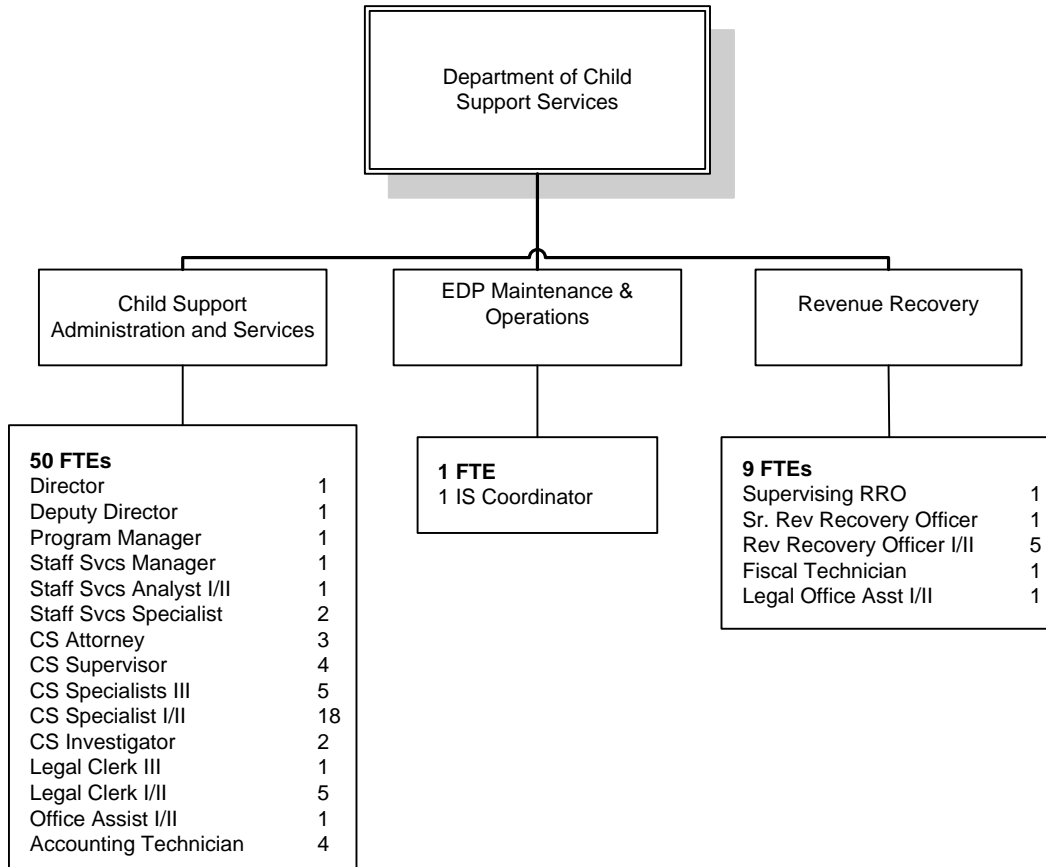 Department of Child
Support Services
Child Support
Administration and Services
EDP Maintenance &
Operations
Revenue Recovery
50 FTEs
Director 1
Deputy Director 1
Program Manager 1
Staff Svcs Manager 1
Staff Svcs Analyst I/II 1
Staff Svcs Specialist 2
CS Attorney 3
CS Supervisor 4
CS Specialists III 5
CS Specialist I/II 18
CS Investigator 2
Legal Clerk III 1
Legal Clerk I/II 5
Office Assist I/II 1
Accounting Technician 4
1 FTE
1 IS Coordinator
9 FTEs
Supervising RRO 1
Sr. Rev Recovery Officer 1
Rev Recovery Officer I/II 5
Fiscal Technician 1
Legal Office Asst I/II 1